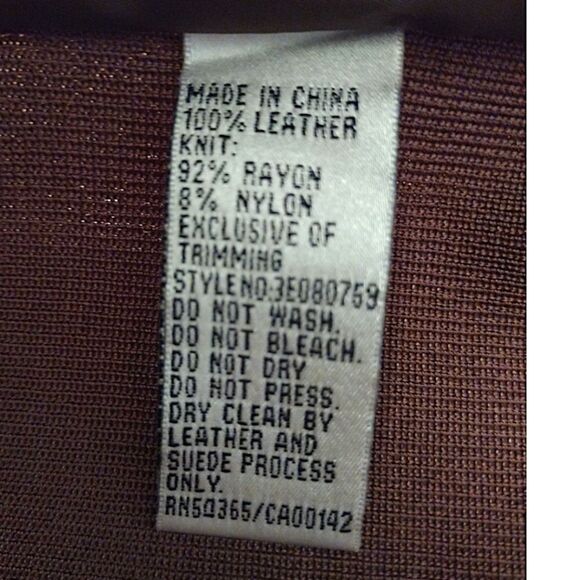 MADE IN CHINA
100% LEATHER
KNIT:
92% RAYON
8% NYLON
EXCLUSIVE OF
TRIMMING
STYLE NO:3E080759
DO NOT WASH.
DO NOT BLEACH.
DO NOT DRY
DO NOT PRESS.
DRY CLEAN BY
LEATHER AND
SUEDE PROCESS
ONLY.
RN50365/CA00142